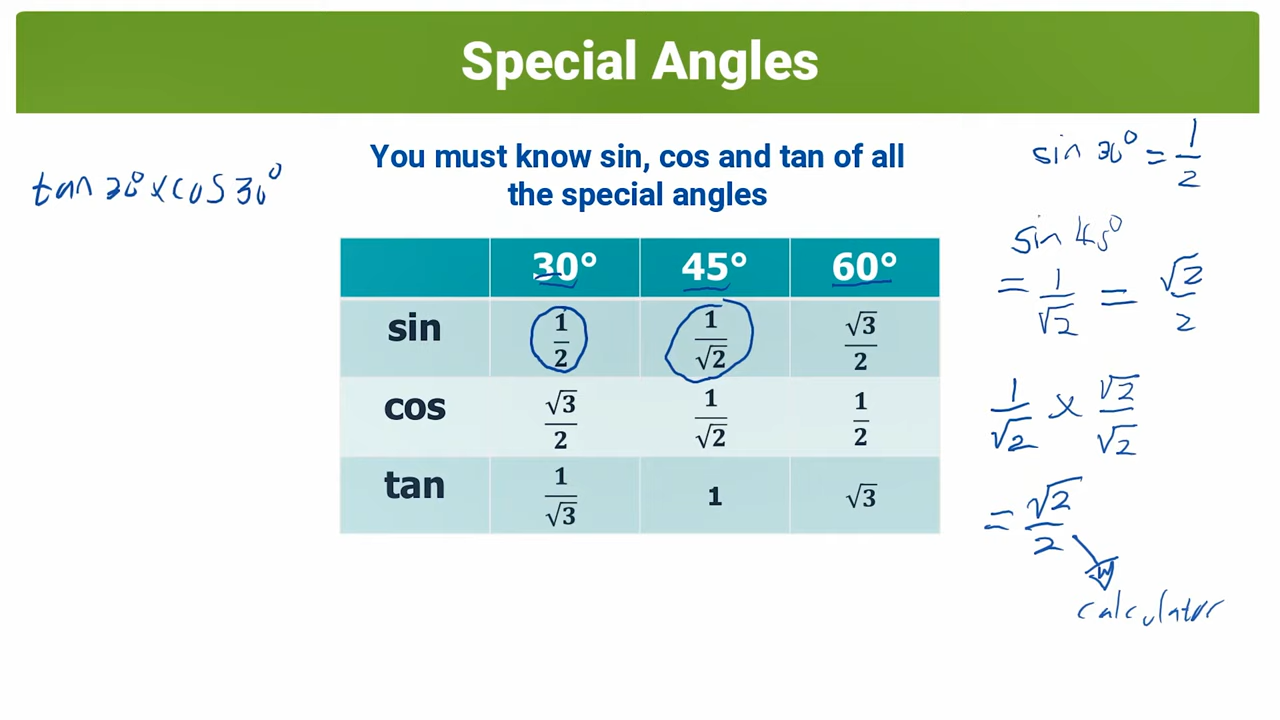 Special Angles
You must know sin, cos and tan of all
the special angles
tan 30° × cos 30°
30° 45° 60°
sin 1/2 1/√2 √3/2
cos √3/2 1/√2 1/2
tan 1/√3 1 √3
sin 30° = 1/2
sin 45°
= 1/√2 = √2/2
1/√2 × √2/√2
= √2/2
calculator